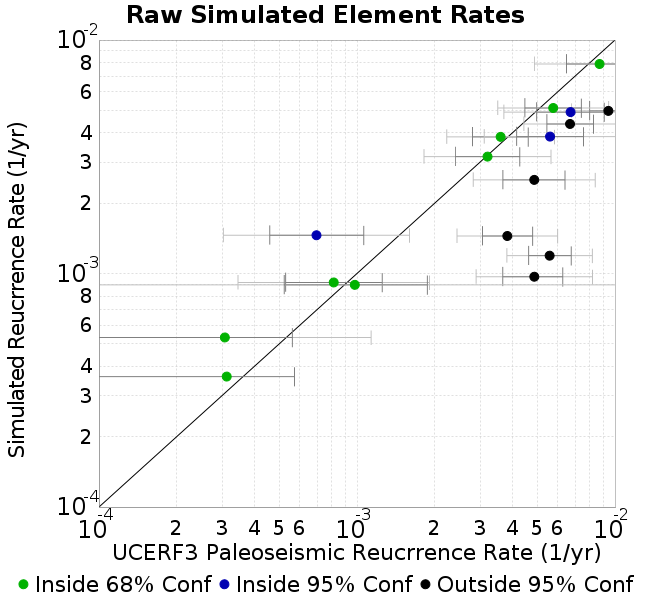 Raw Simulated Element Rates
Simulated Reucrrence Rate (1/yr)
10-2
8
6
4
3
2
10-3
8
6
4
3
2
10-4
10-4 2 3 4 5 6 10-3 2 3 4 5 6 10-2
UCERF3 Paleoseismic Reucrrence Rate (1/yr)
Inside 68% Conf Inside 95% Conf Outside 95% Conf